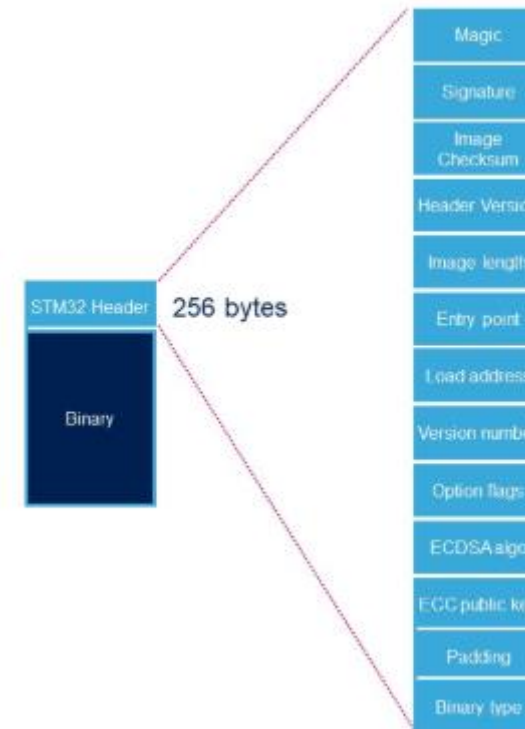 STM32 Header
256 bytes
Binary
Magic
Signature
Image
Checksum
Header Versio
Image length
Entry point
Load address
Version numbe
Option flags
ECDSA algo
ECC public ke
Padding
Binary type